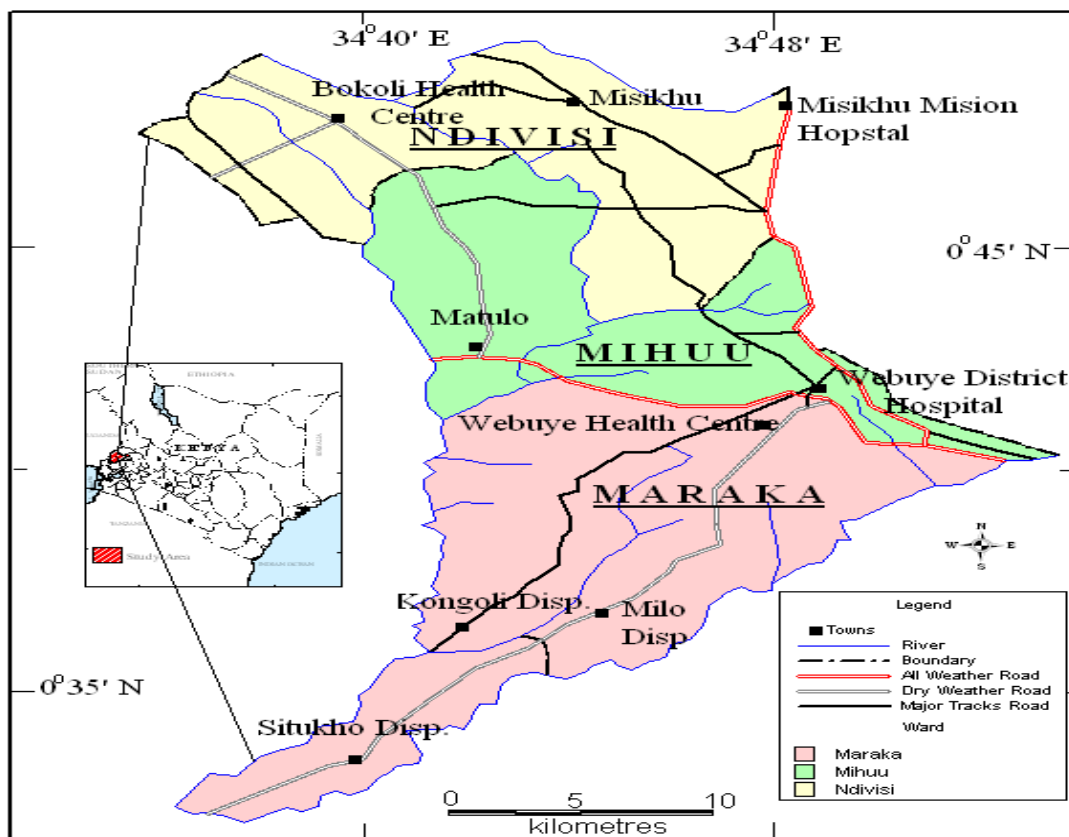 34° 40' E
34° 48' E
Bokoli Health
Centre
Misikhu
Misikhu Mision
Hopstal
NDIVISI
0° 45' N
Matulo
MIHUU
Webuye District
Hospital
Webuye Health Centre
MARAKA
ETHIOPIA
KENYA
TANZANIA
INDIAN OCEAN
Study Area
N
W
E
S
Kongoli Disp.
Milo
Disp
0° 35' N
Situkho Disp.
Legend
Towns
River
Boundary
All Weather Road
Dry Weather Road
Major Tracks Road
Ward
Maraka
Mihuu
Ndivisi
0 5 10
kilometres